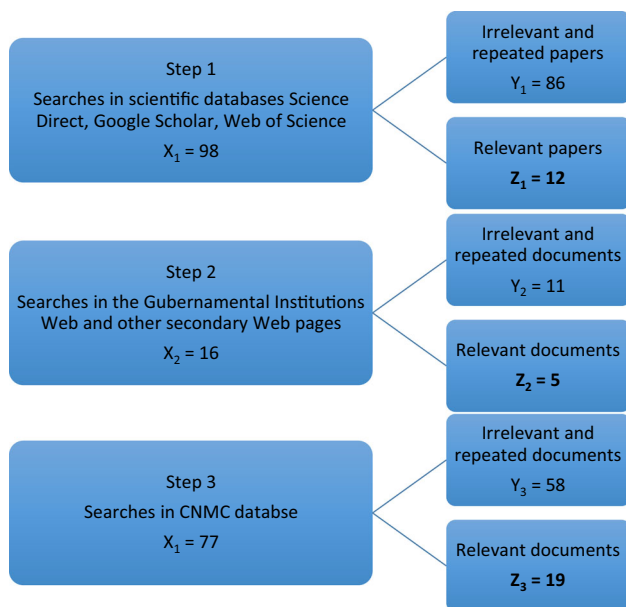 Step 1
Searches in scientific databases Science
Direct, Google Scholar, Web of Science
X₁ = 98
Irrelevant and
repeated papers
Y₁ = 86
Relevant papers
Z₁ = 12
Step 2
Searches in the Gubernamental Institutions
Web and other secondary Web pages
X₂ = 16
Irrelevant and
repeated documents
Y₂ = 11
Relevant documents
Z₂ = 5
Step 3
Searches in CNMC databse
X₁ = 77
Irrelevant and
repeated documents
Y₃ = 58
Relevant documents
Z₃ = 19